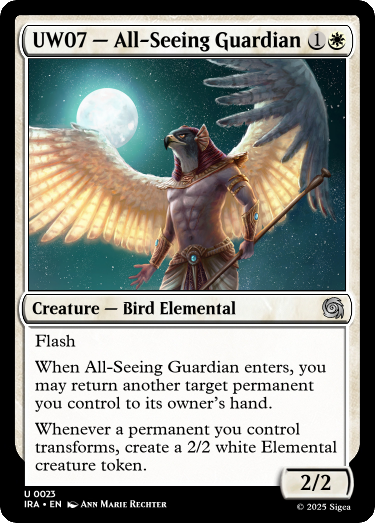 UW07 — All-Seeing Guardian 1
Creature — Bird Elemental
Flash
When All-Seeing Guardian enters, you
may return another target permanent
you control to its owner's hand.
Whenever a permanent you control
transforms, create a 2/2 white Elemental
creature token.
2/2
U 0023
IRA • EN Ann Marie Rechter
© 2025 Sigea